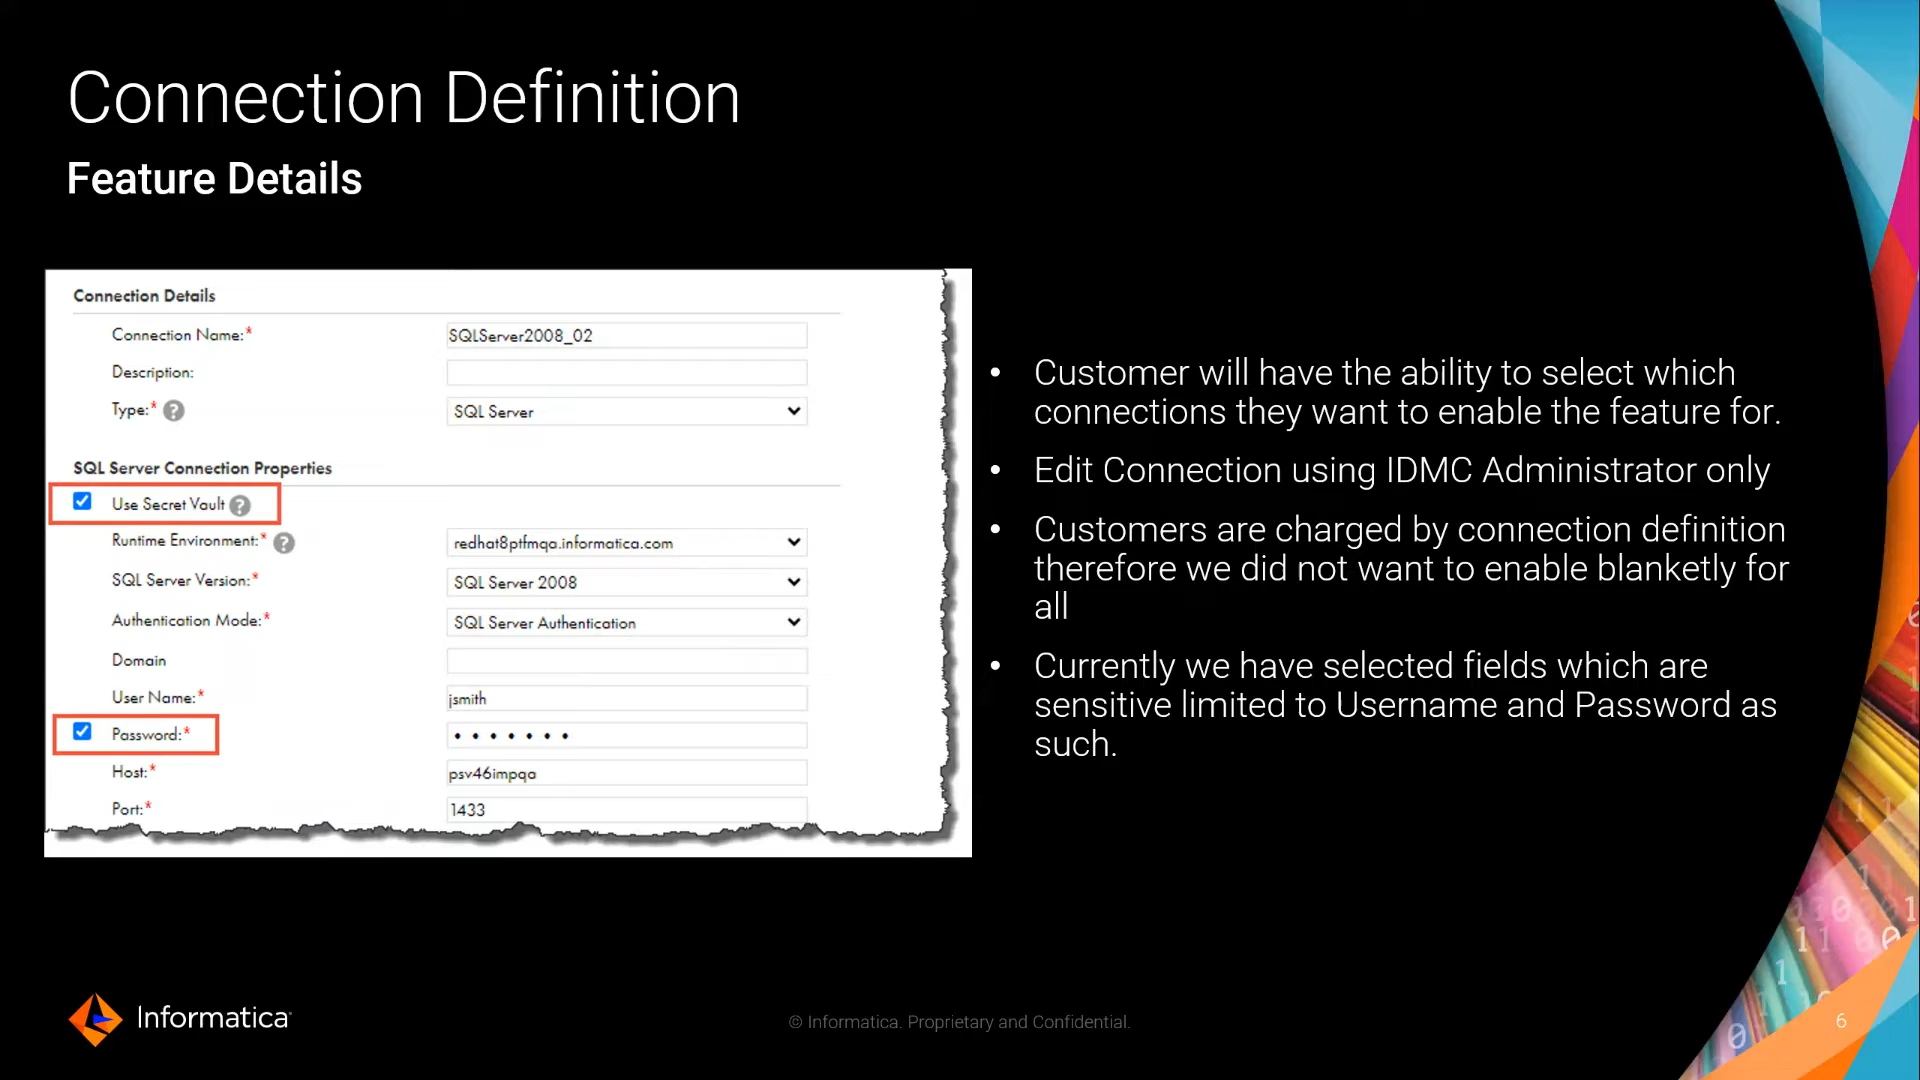 Connection Definition
Feature Details
Connection Details
Connection Name:* SQLServer2008_02
Description:
Type:* ? SQL Server
SQL Server Connection Properties
Use Secret Vault ?
Runtime Environment:* ? redhat8ptfmqa.informatica.com
SQL Server Version:* SQL Server 2008
Authentication Mode:* SQL Server Authentication
Domain
User Name:* jsmith
Password:* • • • • • • •
Host:* psv46impqa
Port:* 1433
• Customer will have the ability to select which
connections they want to enable the feature for.
• Edit Connection using IDMC Administrator only
• Customers are charged by connection definition
therefore we did not want to enable blanketly for
all
• Currently we have selected fields which are
sensitive limited to Username and Password as
such.
Informatica
© Informatica. Proprietary and Confidential.
6